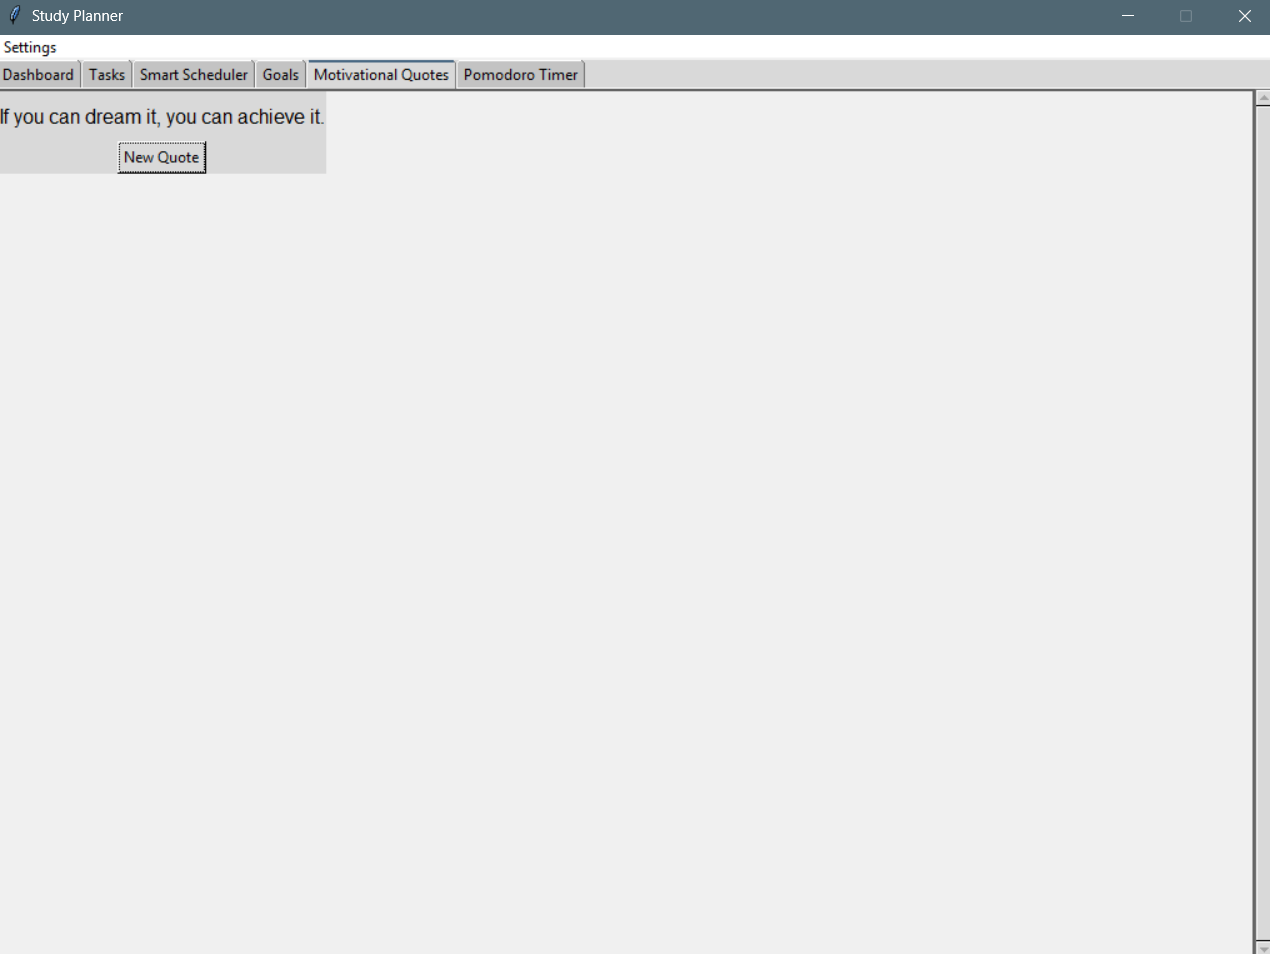 Study Planner
Settings
Dashboard Tasks Smart Scheduler Goals Motivational Quotes Pomodoro Timer
If you can dream it, you can achieve it.
New Quote